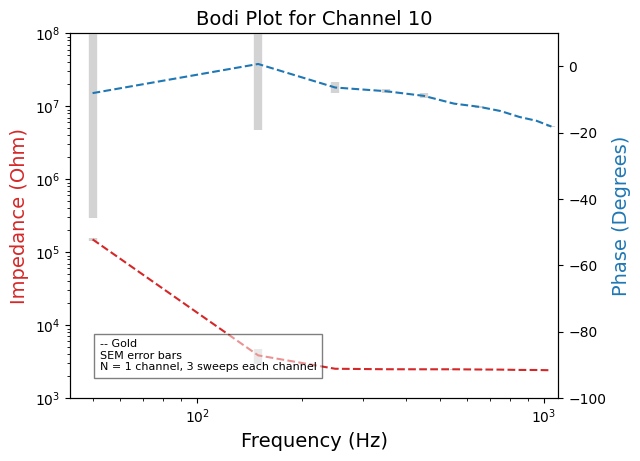 Bodi Plot for Channel 10
Impedance (Ohm)
10^8
10^7
10^6
10^5
10^4
10^3
-- Gold
SEM error bars
N = 1 channel, 3 sweeps each channel
10^2
10^3
Frequency (Hz)
0
−20
−40
−60
−80
−100
Phase (Degrees)